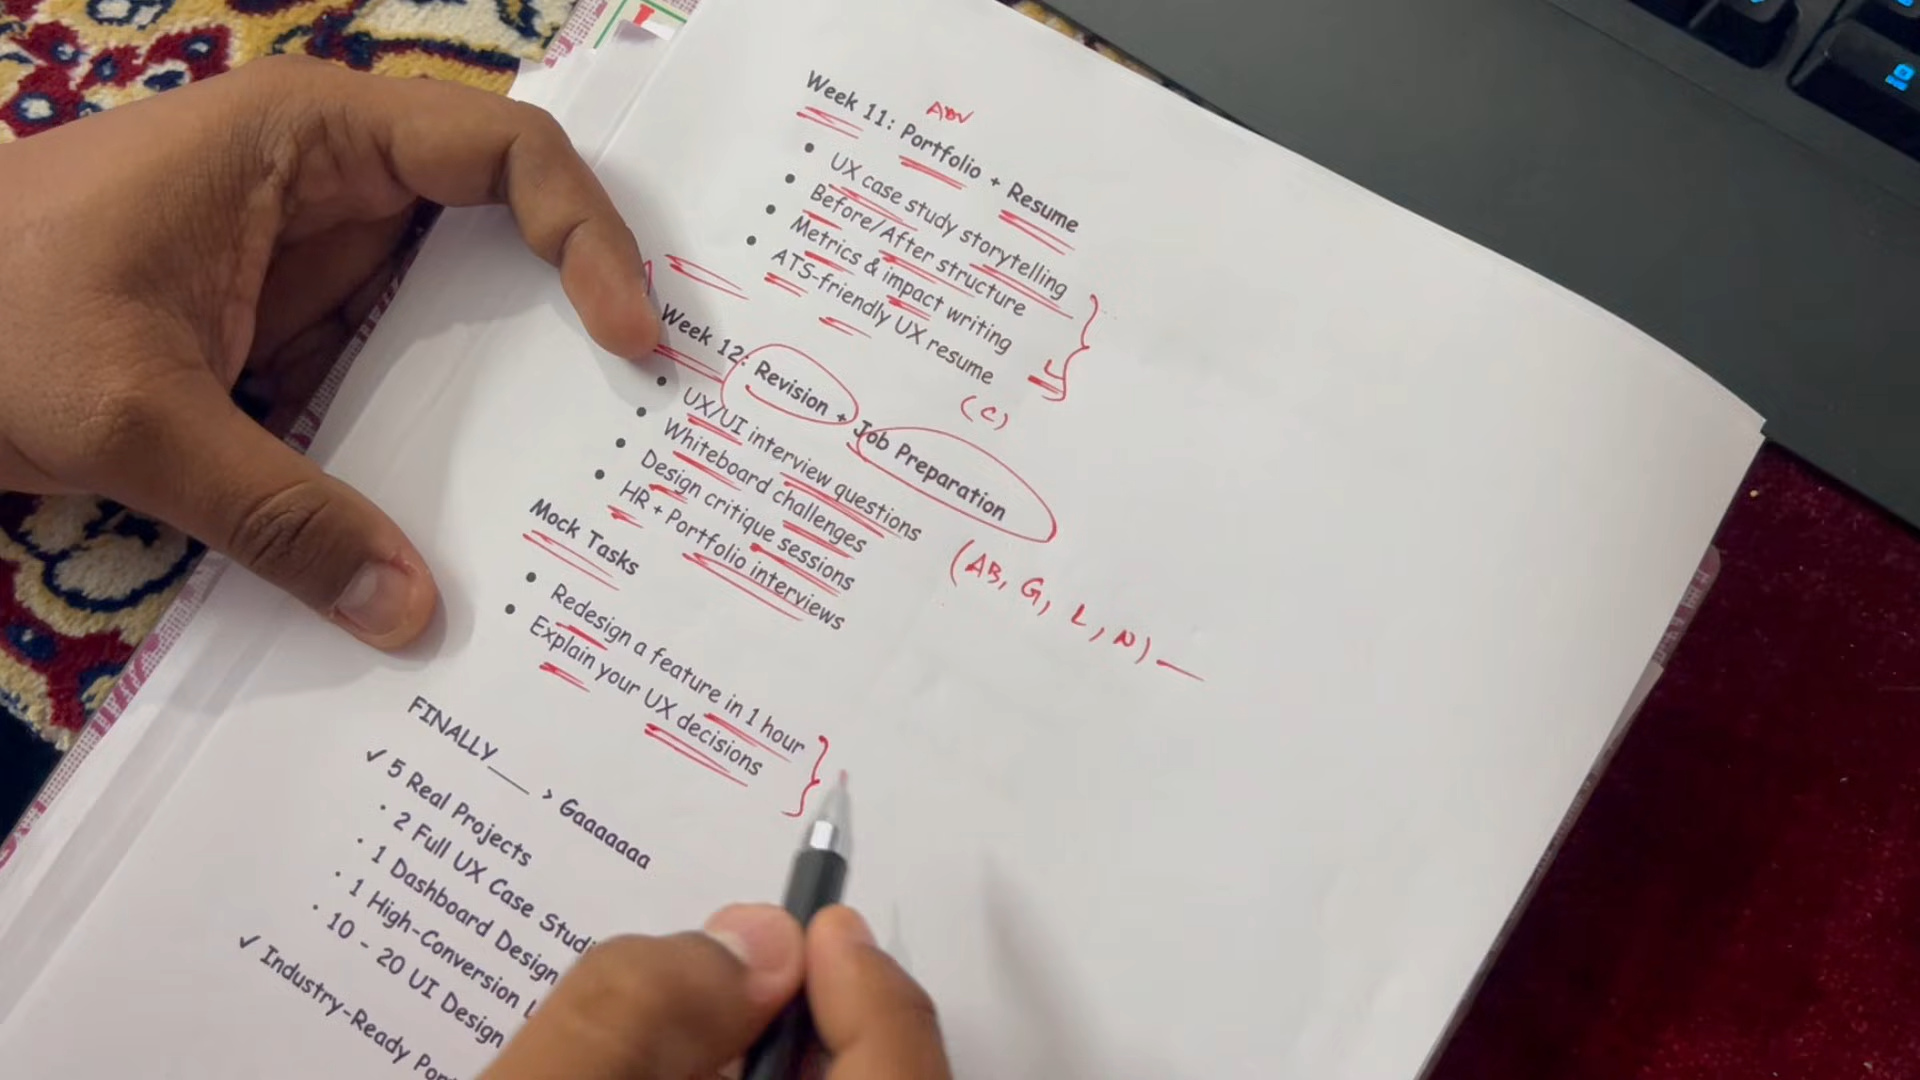 ADV
Week 11: Portfolio + Resume
• UX case study storytelling
• Before/After structure
• Metrics & impact writing
• ATS-friendly UX resume
L
(C)
Week 12: Revision + Job Preparation
• UX/UI interview questions
• Whiteboard challenges
• Design critique sessions
• HR + Portfolio interviews
(AB, G, L, N) —
Mock Tasks
• Redesign a feature in 1 hour
• Explain your UX decisions
FINALLY___ > Gaaaaaaa
✓ 5 Real Projects
• 2 Full UX Case
• 1 Dashboard Design
• 1 High-Conversion
• 10 - 20 UI Design
✓ Industry-Ready